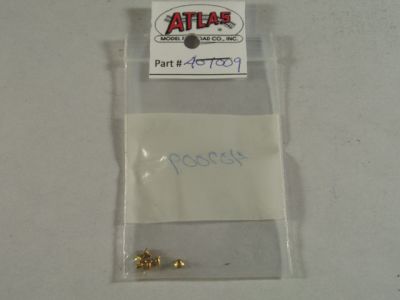 ATLAS
MODEL RAILROAD CO., INC.
Part # 407009
407009